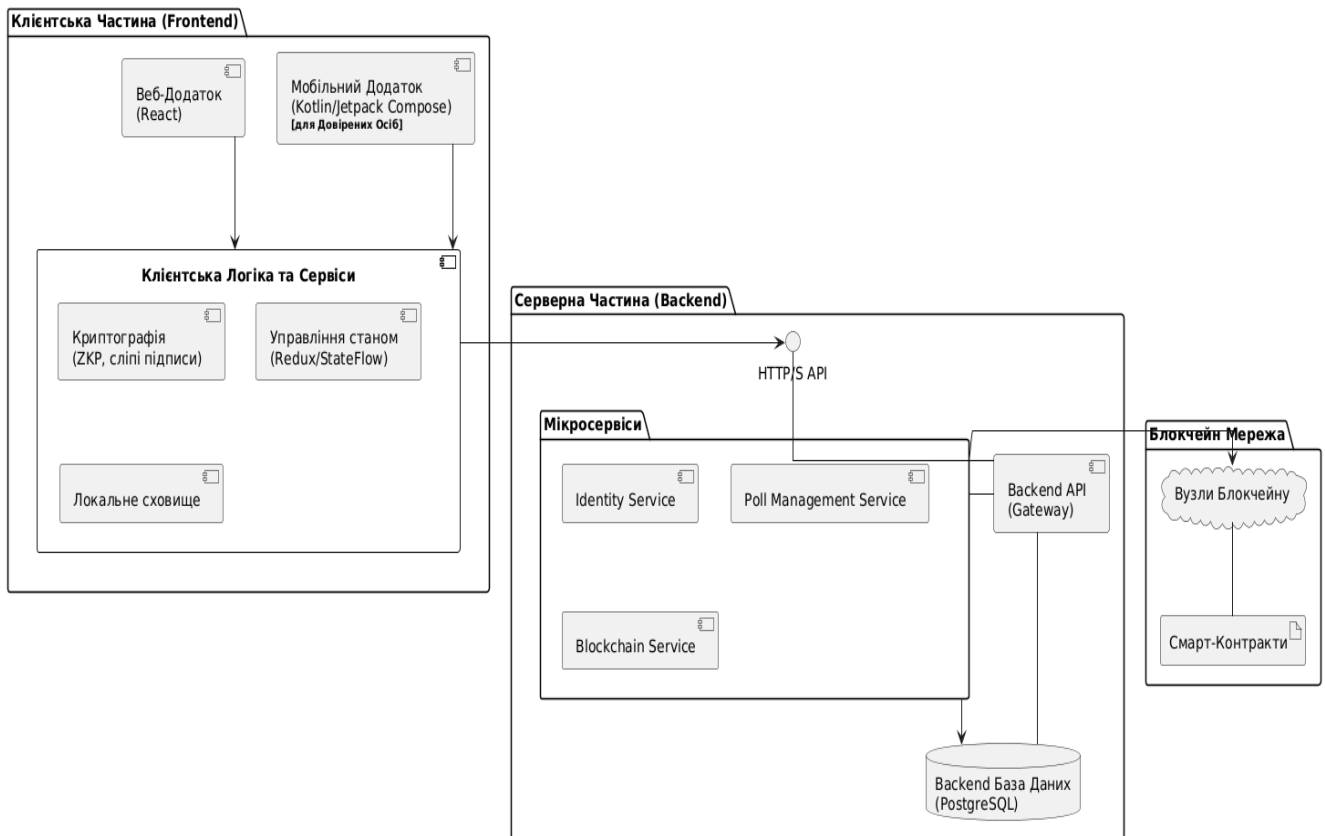 Клієнтська Частина (Frontend)
Веб-Додаток
(React)
Мобільний Додаток
(Kotlin/Jetpack Compose)
[для Довірених Осіб]
Клієнтська Логіка та Сервіси
Криптографія
(ZKP, сліпі підписи)
Управління станом
(Redux/StateFlow)
Локальне сховище
Серверна Частина (Backend)
HTTP/S API
Мікросервіси
Identity Service
Poll Management Service
Blockchain Service
Backend API
(Gateway)
Backend База Даних
(PostgreSQL)
Блокчейн Мережа
Вузли Блокчейну
Смарт-Контракти